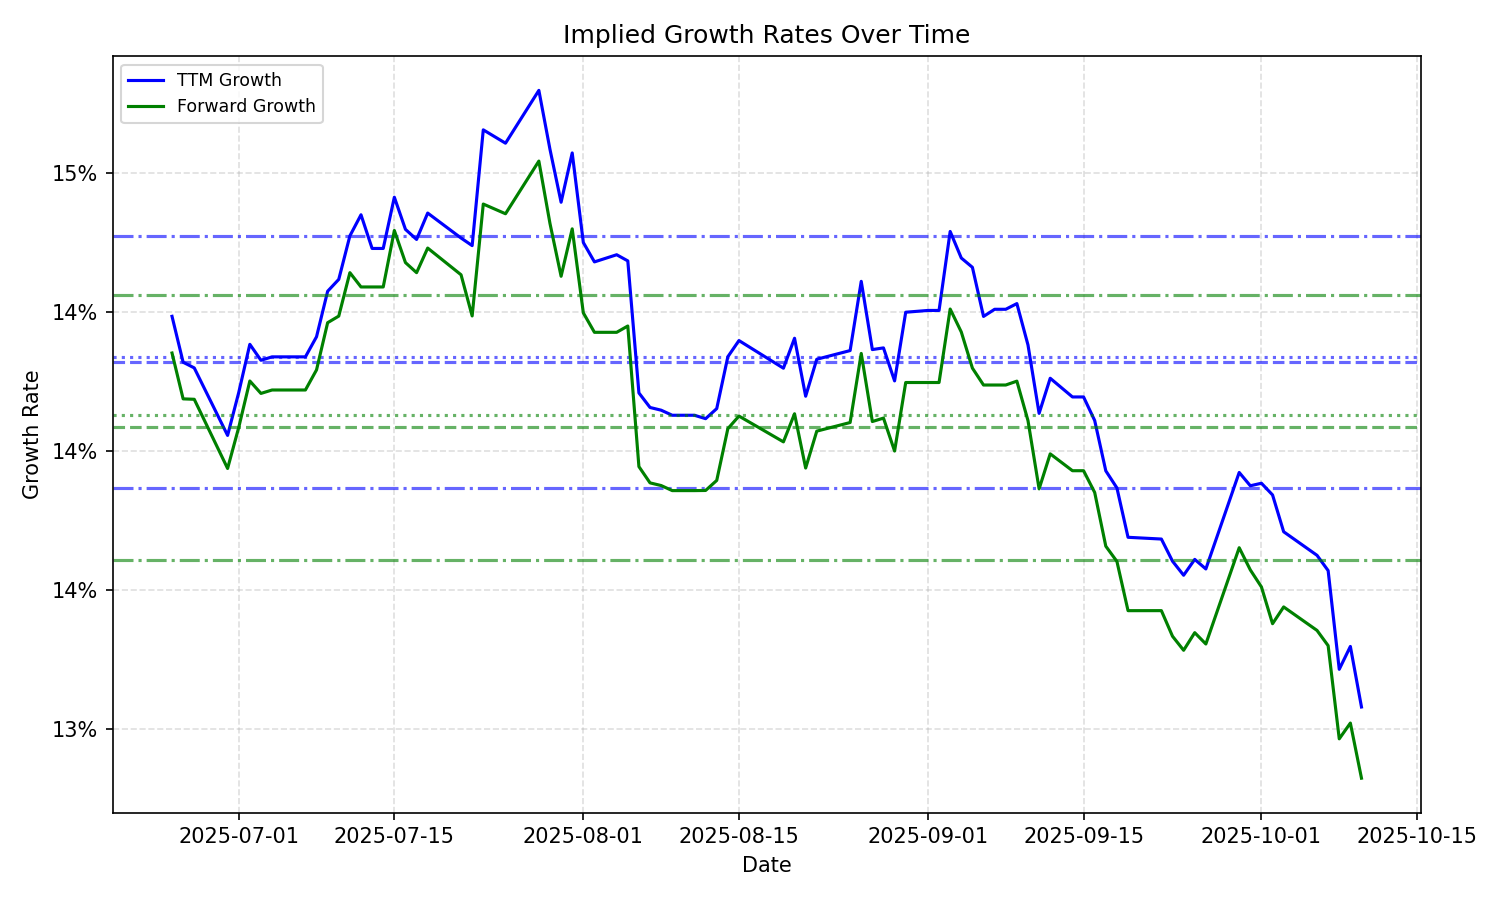 Implied Growth Rates Over Time
TTM Growth
Forward Growth
15%
14%
14%
14%
13%
Growth Rate
2025-07-01
2025-07-15
2025-08-01
2025-08-15
2025-09-01
2025-09-15
2025-10-01
2025-10-15
Date